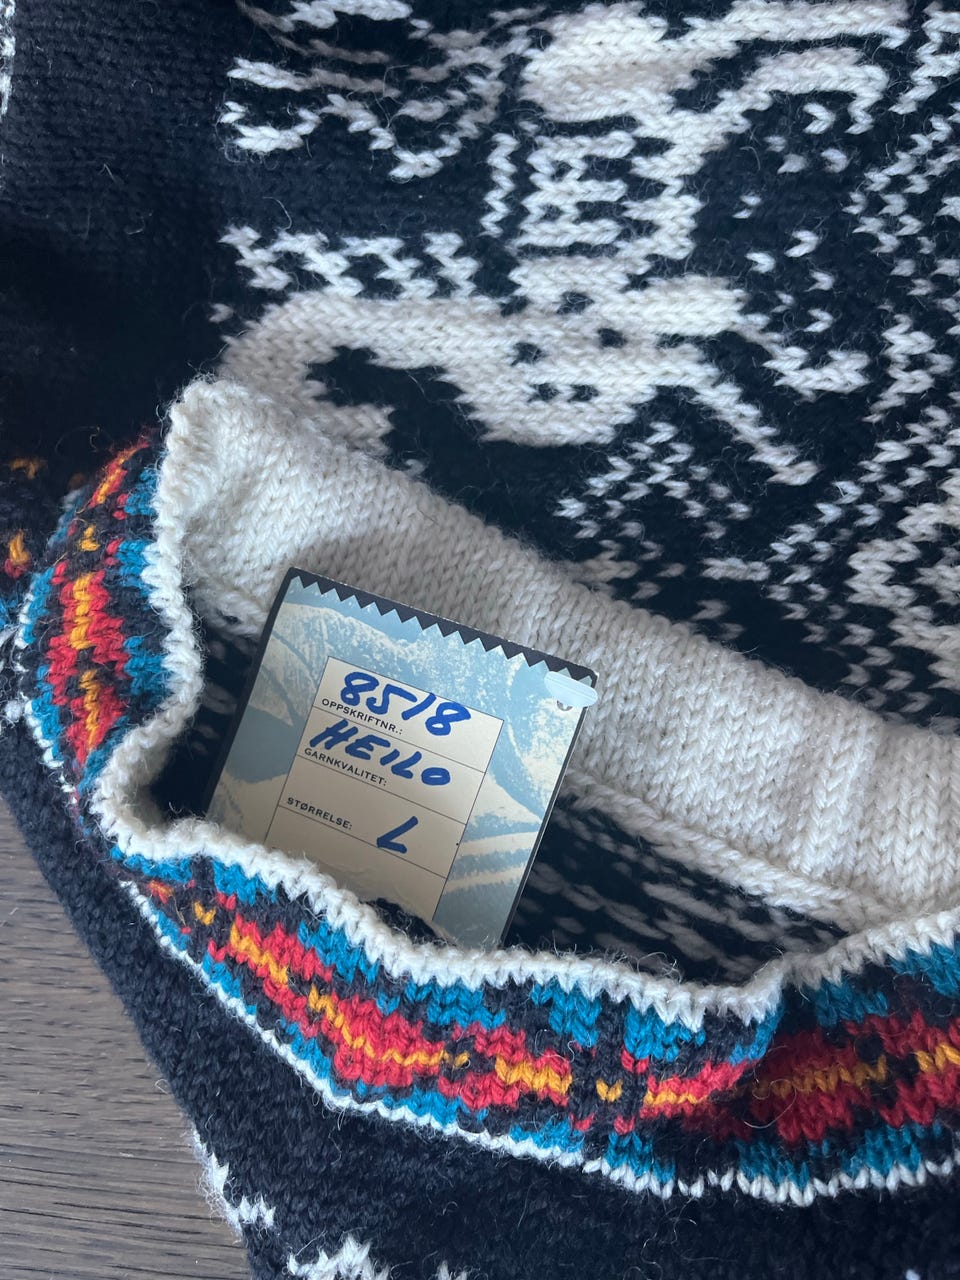 8518
OPPSKRIFTNR.:
HEILO
GARNKVALITET:
L
STØRRELSE: